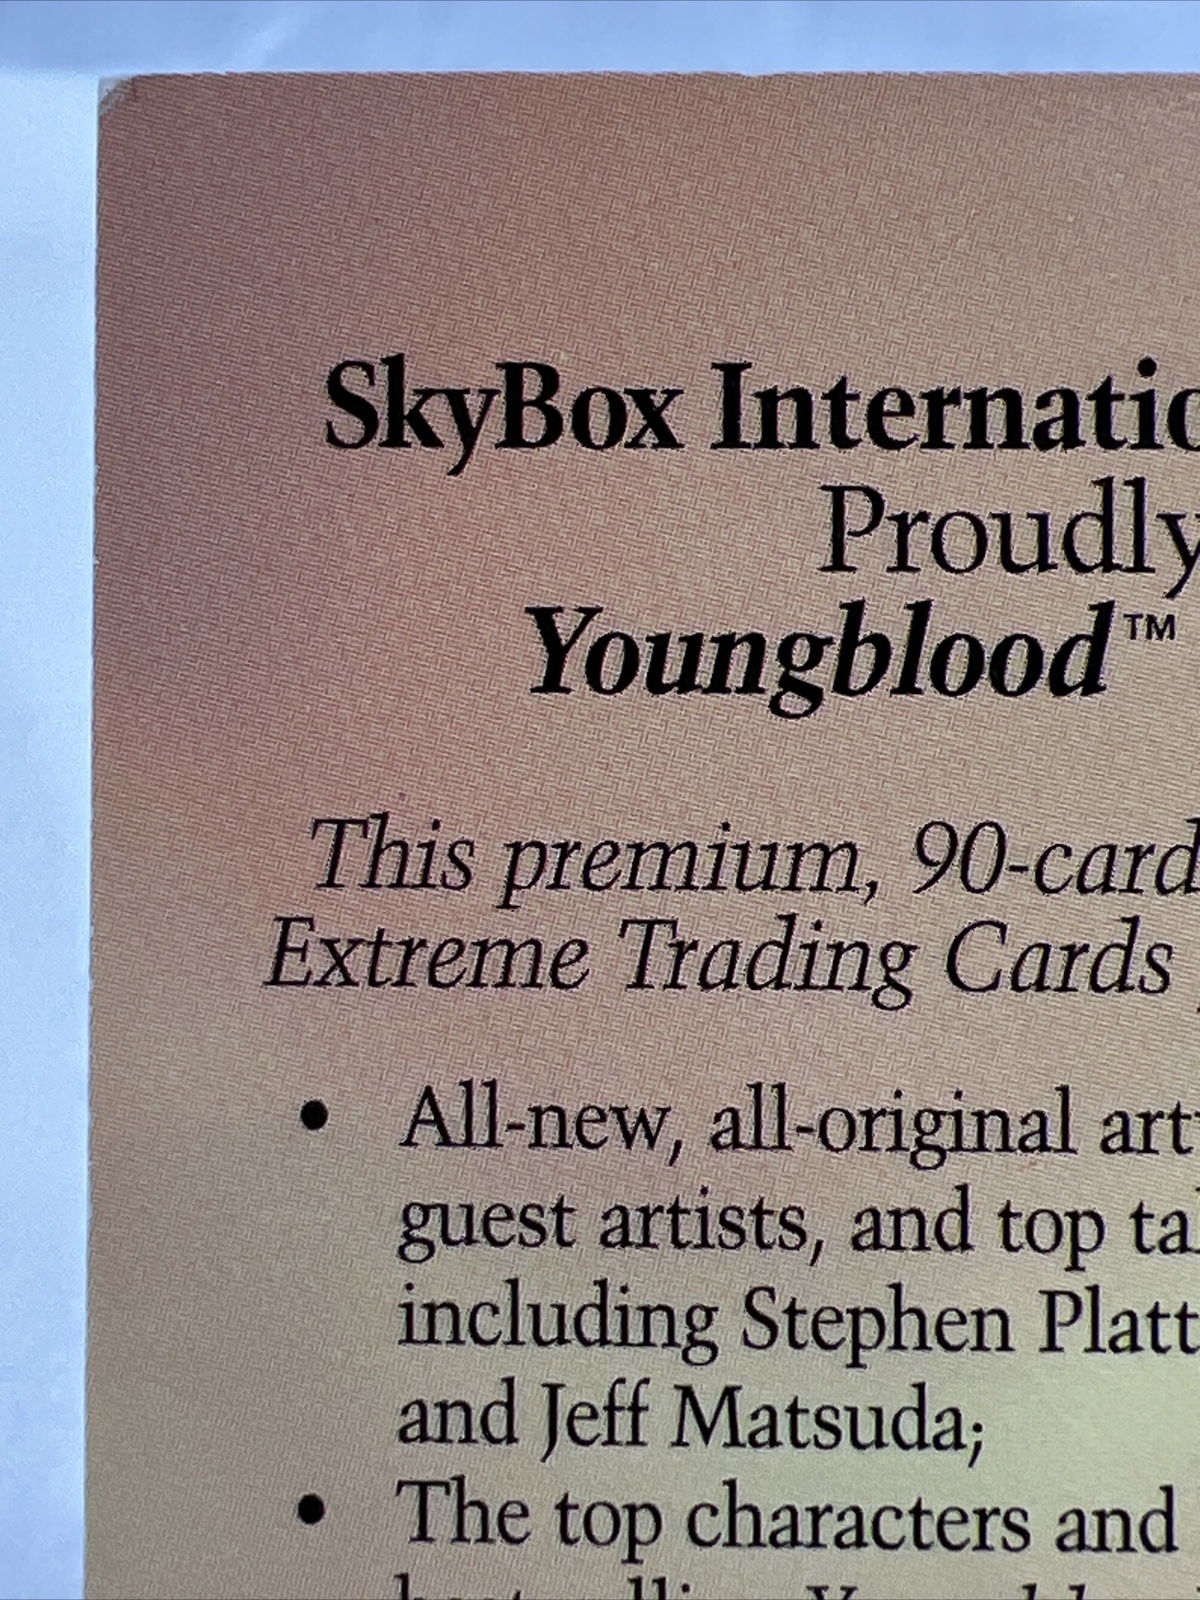 SkyBox Internatio
Proudly
Youngblood™
This premium, 90-card
Extreme Trading Cards
• All-new, all-original art
guest artists, and top ta
including Stephen Platt
and Jeff Matsuda;
• The top characters and